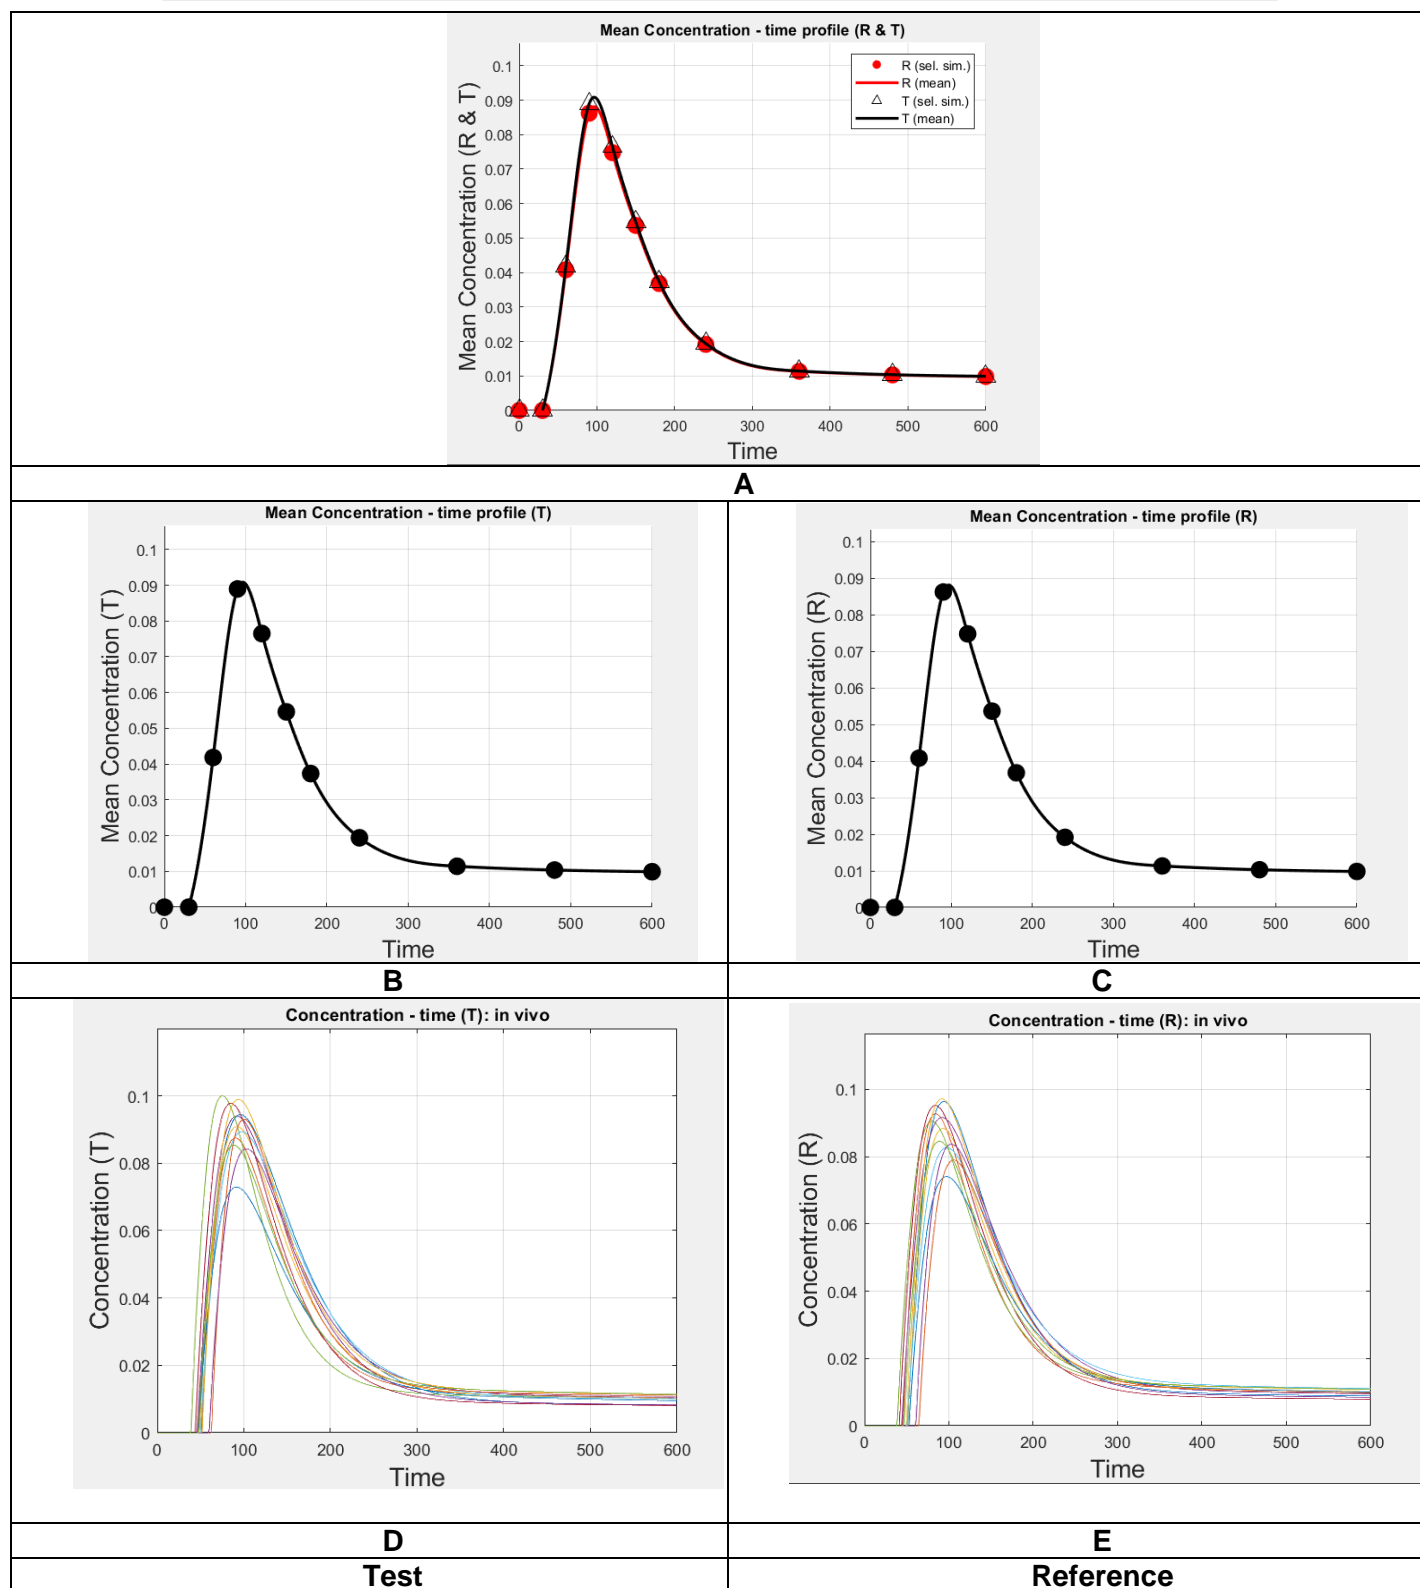 Mean Concentration - time profile (R & T)
Mean Concentration (R & T)
0.1
0.09
0.08
0.07
0.06
0.05
0.04
0.03
0.02
0.01
0
R (sel. sim.)
R (mean)
T (sel. sim.)
T (mean)
0 100 200 300 400 500 600
Time
A
Mean Concentration - time profile (T)
Mean Concentration (T)
0.1
0.09
0.08
0.07
0.06
0.05
0.04
0.03
0.02
0.01
0
0 100 200 300 400 500 600
Time
B
Mean Concentration - time profile (R)
Mean Concentration (R)
0.1
0.09
0.08
0.07
0.06
0.05
0.04
0.03
0.02
0.01
0
0 100 200 300 400 500 600
Time
C
Concentration - time (T): in vivo
Concentration (T)
0.1
0.08
0.06
0.04
0.02
0
0 100 200 300 400 500 600
Time
D
Concentration - time (R): in vivo
Concentration (R)
0.1
0.08
0.06
0.04
0.02
0
0 100 200 300 400 500 600
Time
E
Test
Reference